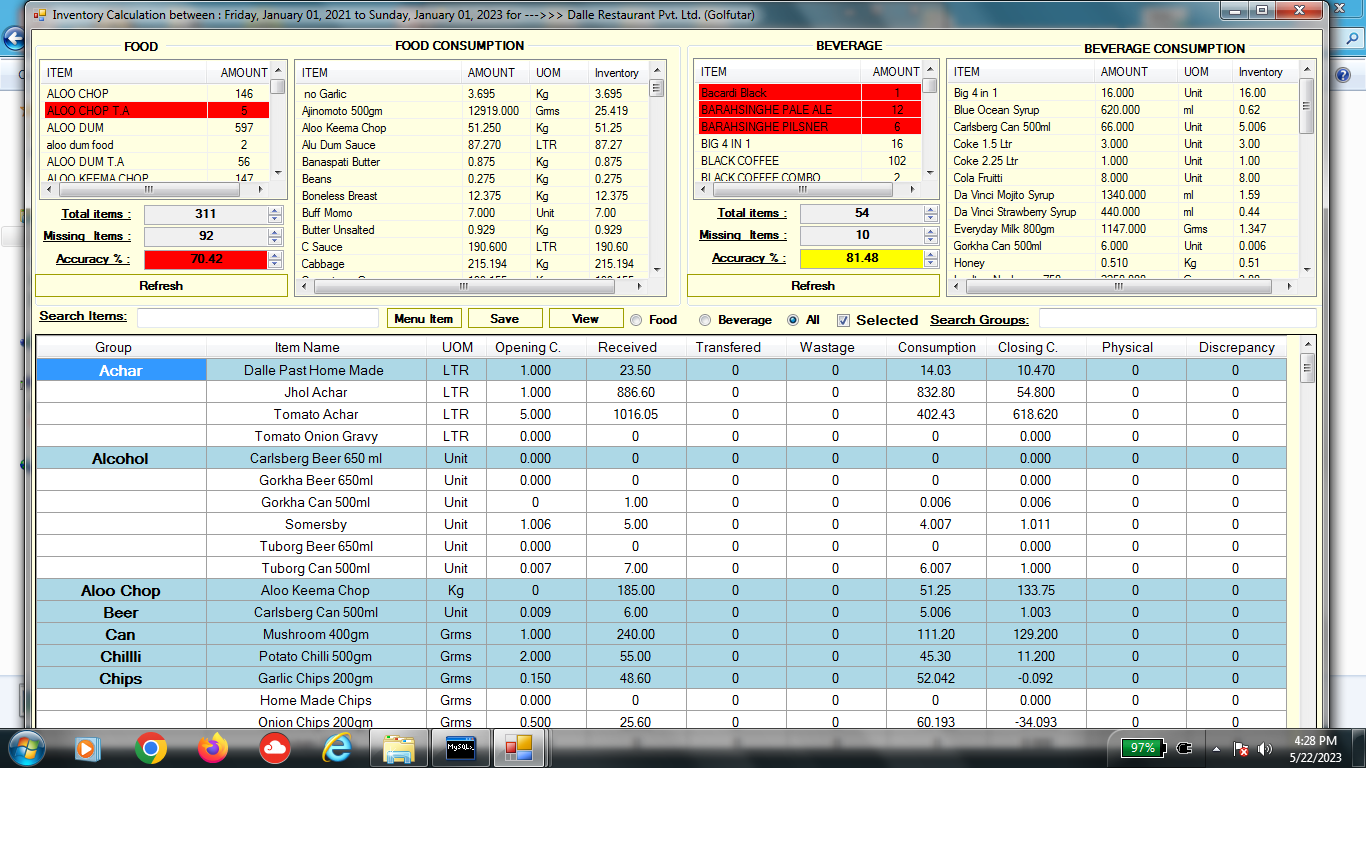 Inventory Calculation between : Friday, January 01, 2021 to Sunday, January 01, 2023 for --->>> Dalle Restaurant Pvt. Ltd. (Golfutar)
FOOD
ITEM AMOUNT
ALOO CHOP 146
ALOO CHOP T.A 5
ALOO DUM 597
aloo dum food 2
ALOO DUM T.A 56
ALOO KEEMA CHOP 147
Total items : 311
Missing Items : 92
Accuracy % : 70.42
Refresh
FOOD CONSUMPTION
ITEM AMOUNT UOM Inventory
no Garlic 3.695 Kg 3.695
Ajinomoto 500gm 12919.000 Grms 25.419
Aloo Keema Chop 51.250 Kg 51.25
Alu Dum Sauce 87.270 LTR 87.27
Banaspati Butter 0.875 Kg 0.875
Beans 0.275 Kg 0.275
Boneless Breast 12.375 Kg 12.375
Buff Momo 7.000 Unit 7.00
Butter Unsalted 0.929 Kg 0.929
C Sauce 190.600 LTR 190.60
Cabbage 215.194 Kg 215.194
BEVERAGE
ITEM AMOUNT
Bacardi Black 1
BARAHSINGHE PALE ALE 12
BARAHSINGHE PILSNER 6
BIG 4 IN 1 16
BLACK COFFEE 102
BLACK COFFEE COMBO 2
Total items : 54
Missing Items : 10
Accuracy % : 81.48
Refresh
BEVERAGE CONSUMPTION
ITEM AMOUNT UOM Inventory
Big 4 in 1 16.000 Unit 16.00
Blue Ocean Syrup 620.000 ml 0.62
Carlsberg Can 500ml 66.000 Unit 5.006
Coke 1.5 Ltr 3.000 Unit 3.00
Coke 2.25 Ltr 1.000 Unit 1.00
Cola Fruitti 8.000 Unit 8.00
Da Vinci Mojito Syrup 1340.000 ml 1.59
Da Vinci Strawberry Syrup 440.000 ml 0.44
Everyday Milk 800gm 1147.000 Grms 1.347
Gorkha Can 500ml 6.000 Unit 0.006
Honey 0.510 Kg 0.51
Search Items: Menu Item Save View Food Beverage All Selected Search Groups:
Group Item Name UOM Opening C. Received Transfered Wastage Consumption Closing C. Physical Discrepancy
Achar Dalle Past Home Made LTR 1.000 23.50 0 0 14.03 10.470 0 0
Jhol Achar LTR 1.000 886.60 0 0 832.80 54.800 0 0
Tomato Achar LTR 5.000 1016.05 0 0 402.43 618.620 0 0
Tomato Onion Gravy LTR 0.000 0 0 0 0 0.000 0 0
Alcohol Carlsberg Beer 650 ml Unit 0.000 0 0 0 0 0.000 0 0
Gorkha Beer 650ml Unit 0.000 0 0 0 0 0.000 0 0
Gorkha Can 500ml Unit 0 1.00 0 0 0.006 0.006 0 0
Somersby Unit 1.006 5.00 0 0 4.007 1.011 0 0
Tuborg Beer 650ml Unit 0.000 0 0 0 0 0.000 0 0
Tuborg Can 500ml Unit 0.007 7.00 0 0 6.007 1.000 0 0
Aloo Chop Aloo Keema Chop Kg 0 185.00 0 0 51.25 133.75 0 0
Beer Carlsberg Can 500ml Unit 0.009 6.00 0 0 5.006 1.003 0 0
Can Mushroom 400gm Grms 1.000 240.00 0 0 111.20 129.200 0 0
Chillli Potato Chilli 500gm Grms 2.000 55.00 0 0 45.30 11.200 0 0
Chips Garlic Chips 200gm Grms 0.150 48.60 0 0 52.042 -0.092 0 0
Home Made Chips Grms 0.000 0 0 0 0 0.000 0 0
Onion Chips 200gm Grms 0.500 25.60 0 0 60.193 -34.093 0 0
MySQL
97%
4:28 PM
5/22/2023